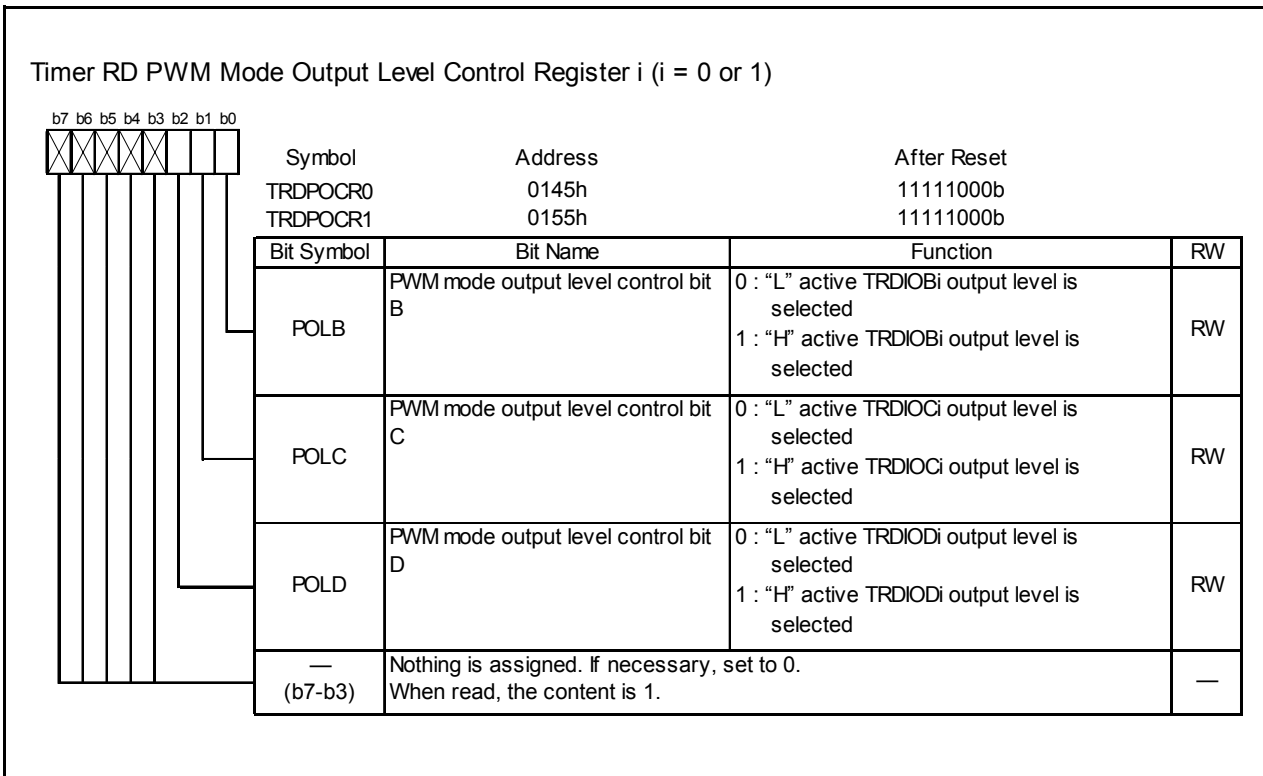 Timer RD PWM Mode Output Level Control Register i (i = 0 or 1)
b7 b6 b5 b4 b3 b2 b1 b0
Symbol Address After Reset
TRDPOCR0 0145h 11111000b
TRDPOCR1 0155h 11111000b
Bit Symbol Bit Name Function RW
POLB
PWM mode output level control bit
B
0 : “L” active TRDIOBi output level is
selected
1 : “H” active TRDIOBi output level is
selected
RW
POLC
PWM mode output level control bit
C
0 : “L” active TRDIOCi output level is
selected
1 : “H” active TRDIOCi output level is
selected
RW
POLD
PWM mode output level control bit
D
0 : “L” active TRDIODi output level is
selected
1 : “H” active TRDIODi output level is
selected
RW
—
(b7-b3)
Nothing is assigned. If necessary, set to 0.
When read, the content is 1.
—